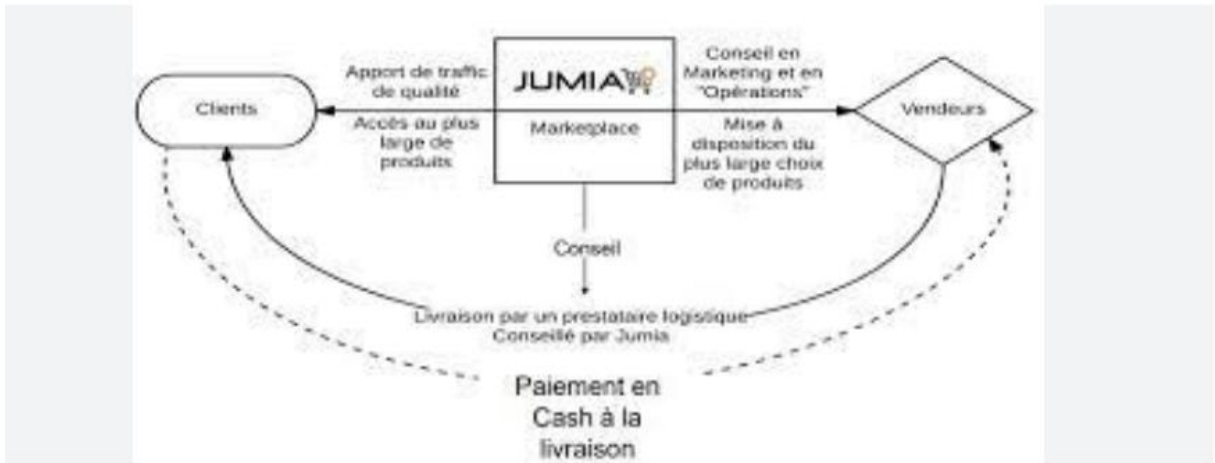 Clients
Apport de traffic
de qualité
Accès au plus
large de
produits
JUMIA
Marketplace
Conseil en
Marketing et en
"Opérations"
Mise à
disposition du
plus large choix
de produits
Vendeurs
Conseil
Livraison par un prestataire logistique
Conseillé par Jumia
Paiement en
Cash à la
livraison